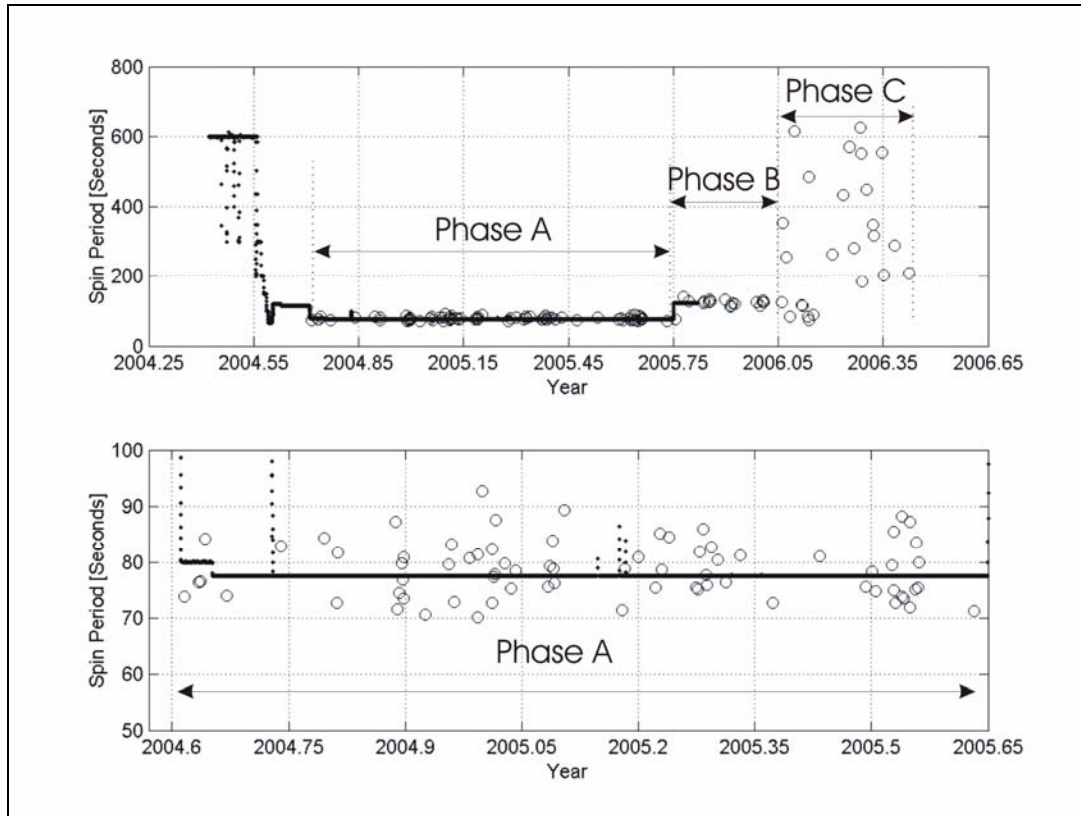 800
600
400
200
0
Spin Period [Seconds]
Phase A
Phase B
Phase C
2004.25 2004.55 2004.85 2005.15 2005.45 2005.75 2006.05 2006.35 2006.65
Year
100
90
80
70
60
50
Spin Period [Seconds]
Phase A
2004.6 2004.75 2004.9 2005.05 2005.2 2005.35 2005.5 2005.65
Year